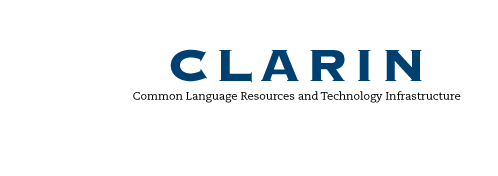 CLARIN
Common Language Resources and Technology Infrastructure